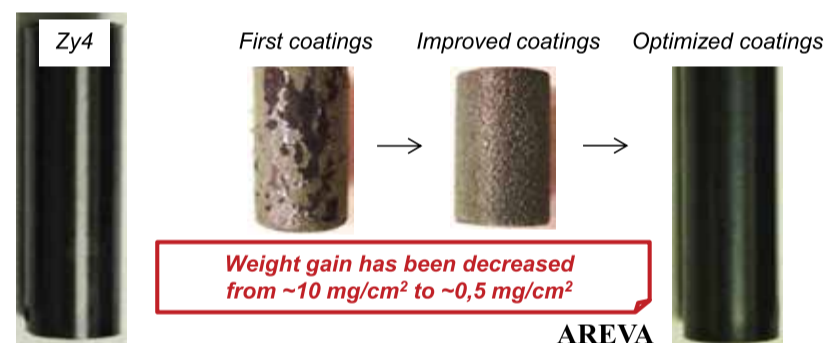 Zy4
First coatings
Improved coatings
Optimized coatings
Weight gain has been decreased
from ~10 mg/cm² to ~0,5 mg/cm²
AREVA